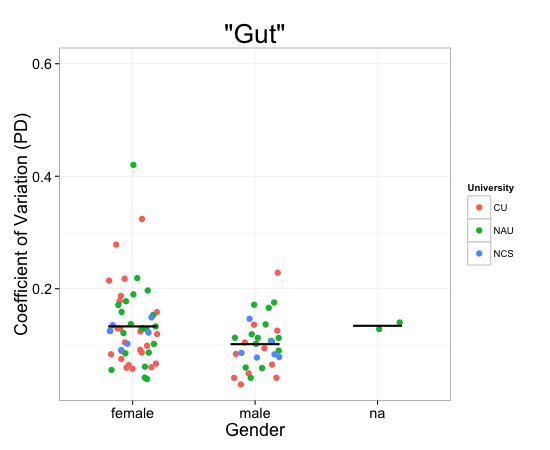 "Gut"
Coefficient of Variation (PD)
0.6
0.4
0.2
female male na
Gender
University
CU
NAU
NCS